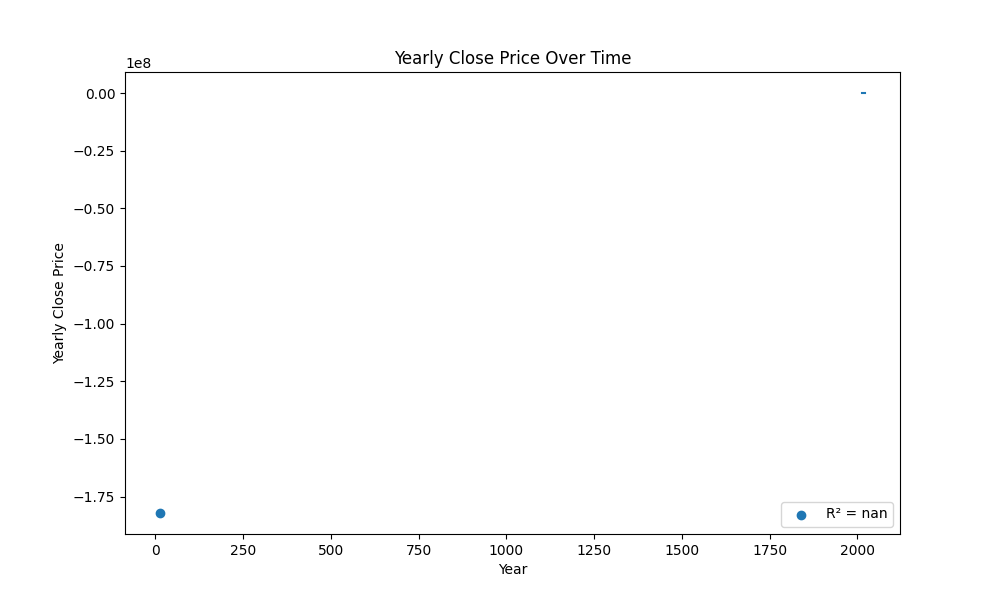 Yearly Close Price Over Time
1e8
0.00
−0.25
−0.50
−0.75
−1.00
−1.25
−1.50
−1.75
Yearly Close Price
R² = nan
0 250 500 750 1000 1250 1500 1750 2000
Year